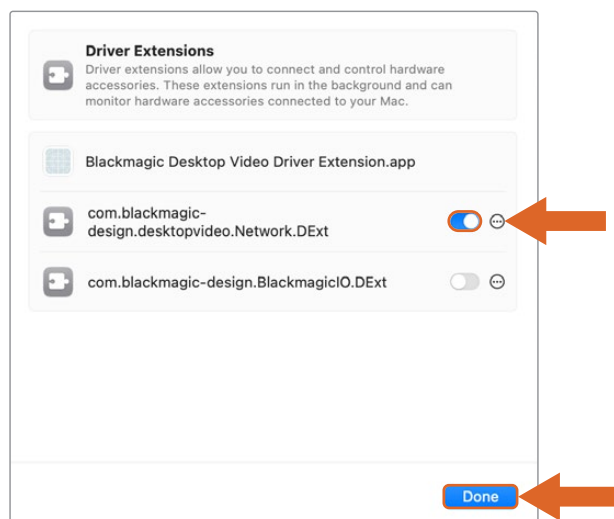 Driver Extensions
Driver extensions allow you to connect and control hardware
accessories. These extensions run in the background and can
monitor hardware accessories connected to your Mac.
Blackmagic Desktop Video Driver Extension.app
com.blackmagic-
design.desktopvideo.Network.DExt
com.blackmagic-design.BlackmagicIO.DExt
Done